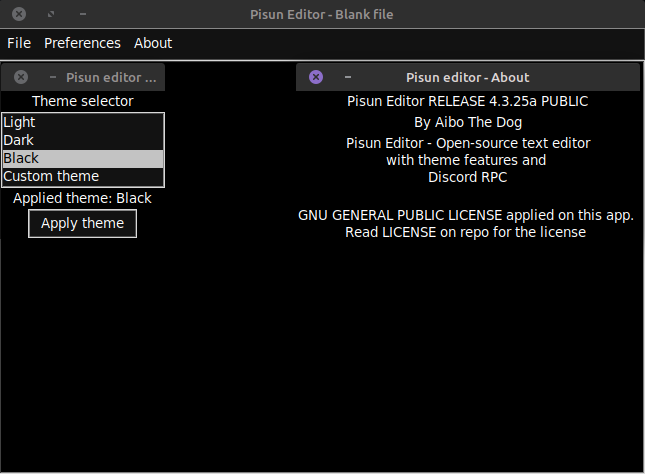 Pisun Editor - Blank file
File Preferences About
Pisun editor ...
Theme selector
Light
Dark
Black
Custom theme
Applied theme: Black
Apply theme
Pisun editor - About
Pisun Editor RELEASE 4.3.25a PUBLIC
By Aibo The Dog
Pisun Editor - Open-source text editor
with theme features and
Discord RPC
GNU GENERAL PUBLIC LICENSE applied on this app.
Read LICENSE on repo for the license